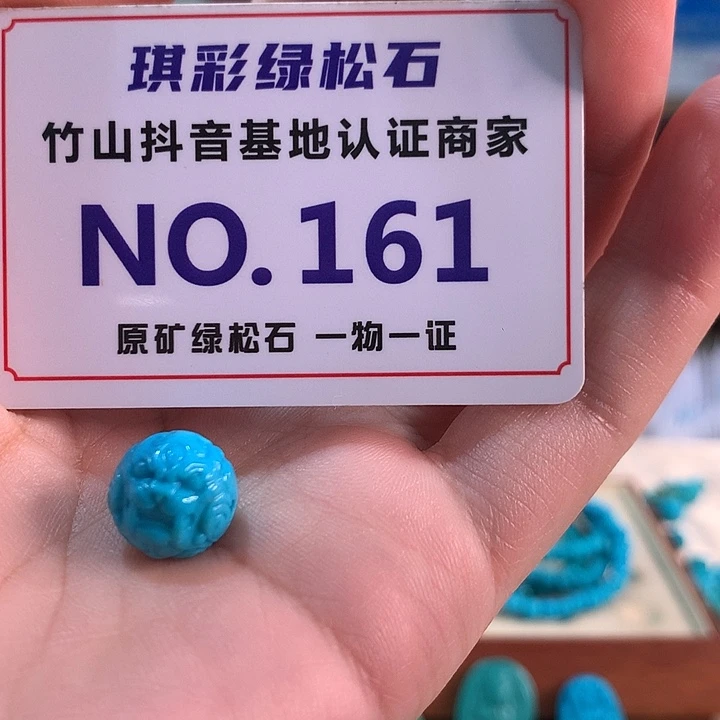 琪彩绿松石
竹山抖音基地认证商家
NO.161
原矿绿松石 一物一证